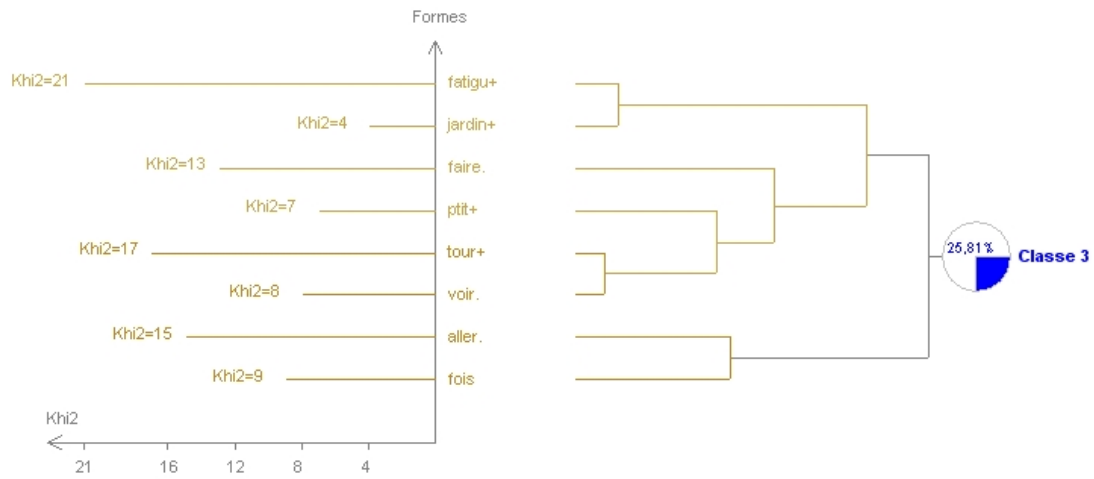 Formes
Khi2=21 fatigu+
Khi2=4 jardin+
Khi2=13 faire.
Khi2=7 ptit+
Khi2=17 tour+
25,81% Classe 3
Khi2=8 voir.
Khi2=15 aller.
Khi2=9 fois
Khi2
21 16 12 8 4